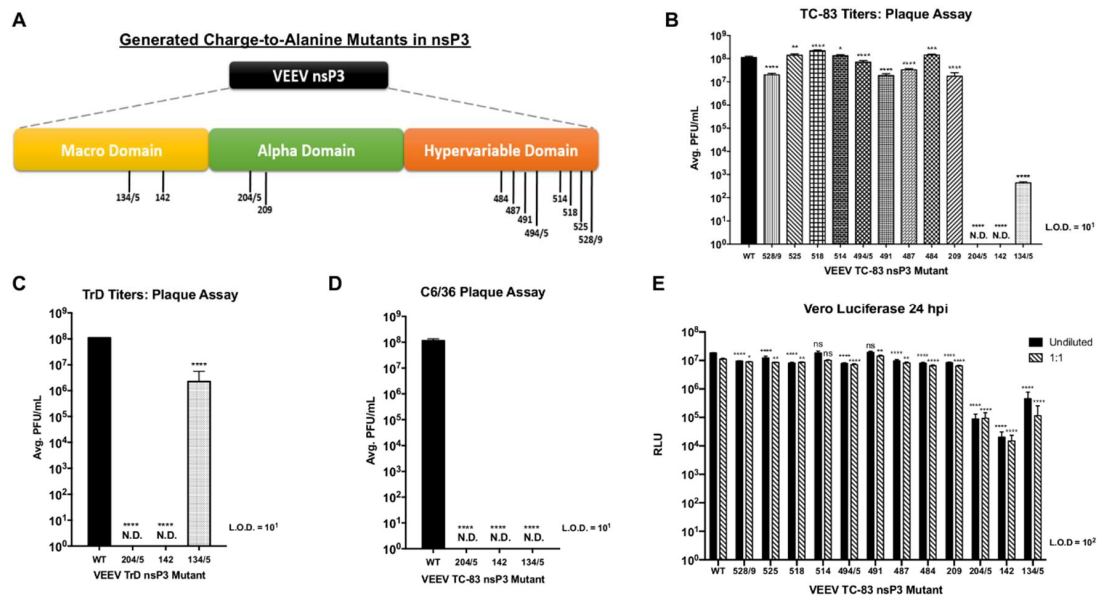 A
Generated Charge-to-Alanine Mutants in nsP3
VEEV nsP3
Macro Domain
Alpha Domain
Hypervariable Domain
134/5
142
204/5
209
484
487
491
494/5
514
518
525
528/9
B
TC-83 Titers: Plaque Assay
Avg. PFU/mL
10⁹
10⁸
10⁷
10⁶
10⁵
10⁴
10³
10²
10¹
10⁰
****
**
****
*
****
****
****
***
****
****
N.D.
****
N.D.
****
L.O.D. = 10¹
WT 528/9 525 518 514 494/5 491 487 484 209 204/5 142 134/5
VEEV TC-83 nsP3 Mutant
C
TrD Titers: Plaque Assay
Avg. PFU/mL
10⁹
10⁸
10⁷
10⁶
10⁵
10⁴
10³
10²
10¹
10⁰
****
N.D.
****
N.D.
****
L.O.D. = 10¹
WT 204/5 142 134/5
VEEV TrD nsP3 Mutant
D
C6/36 Plaque Assay
Avg. PFU/mL
10⁹
10⁸
10⁷
10⁶
10⁵
10⁴
10³
10²
10¹
10⁰
****
N.D.
****
N.D.
****
N.D.
L.O.D. = 10¹
WT 204/5 142 134/5
VEEV TC-83 nsP3 Mutant
E
Vero Luciferase 24 hpi
Undiluted
1:1
RLU
10⁸
10⁷
10⁶
10⁵
10⁴
10³
10²
10¹
10⁰
**** *
**** **
**** **
ns ns
**** ****
ns **
**** **
**** ****
**** ****
**** ****
**** ****
**** ****
L.O.D = 10²
WT 528/9 525 518 514 494/5 491 487 484 209 204/5 142 134/5
VEEV TC-83 nsP3 Mutant